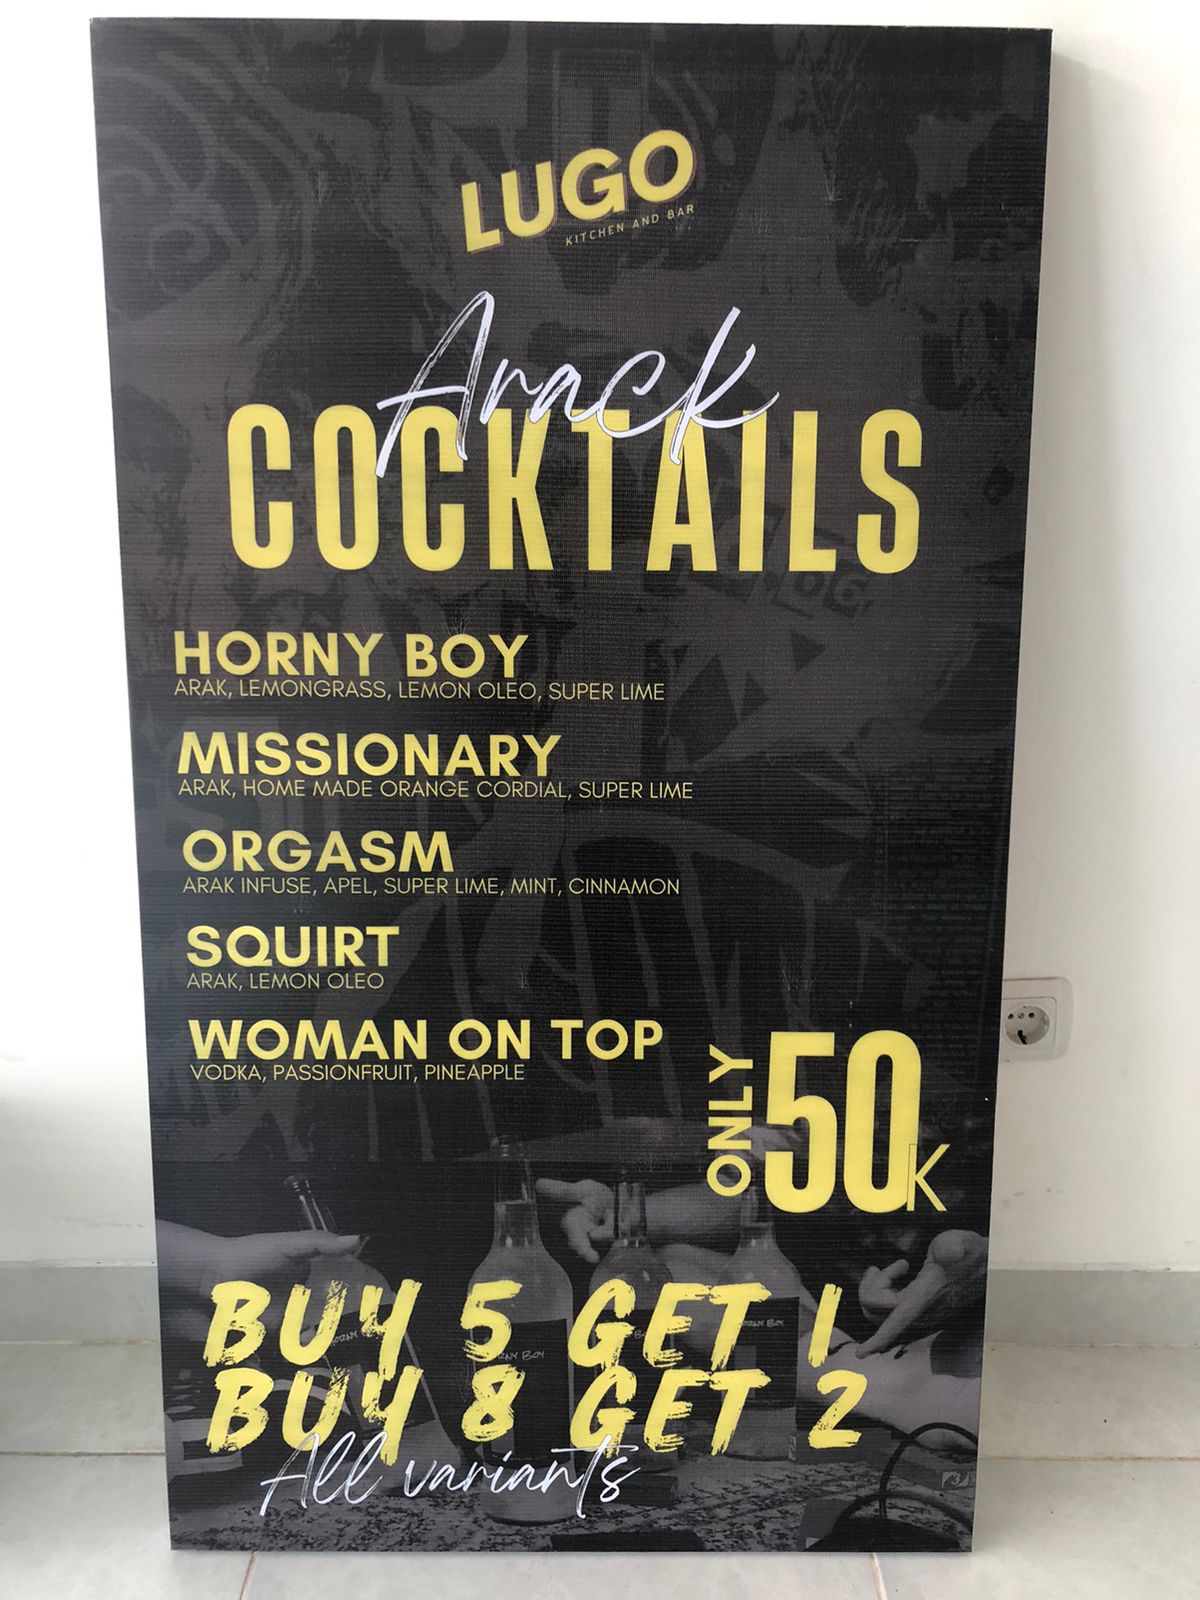 LUGO
KITCHEN AND BAR
Arack
COCKTAILS
HORNY BOY
ARAK, LEMONGRASS, LEMON OLEO, SUPER LIME
MISSIONARY
ARAK, HOME MADE ORANGE CORDIAL, SUPER LIME
ORGASM
ARAK INFUSE, APEL, SUPER LIME, MINT, CINNAMON
SQUIRT
ARAK, LEMON OLEO
WOMAN ON TOP
VODKA, PASSIONFRUIT, PINEAPPLE
ONLY
50K
BUY 5 GET 1
BUY 8 GET 2
All variants